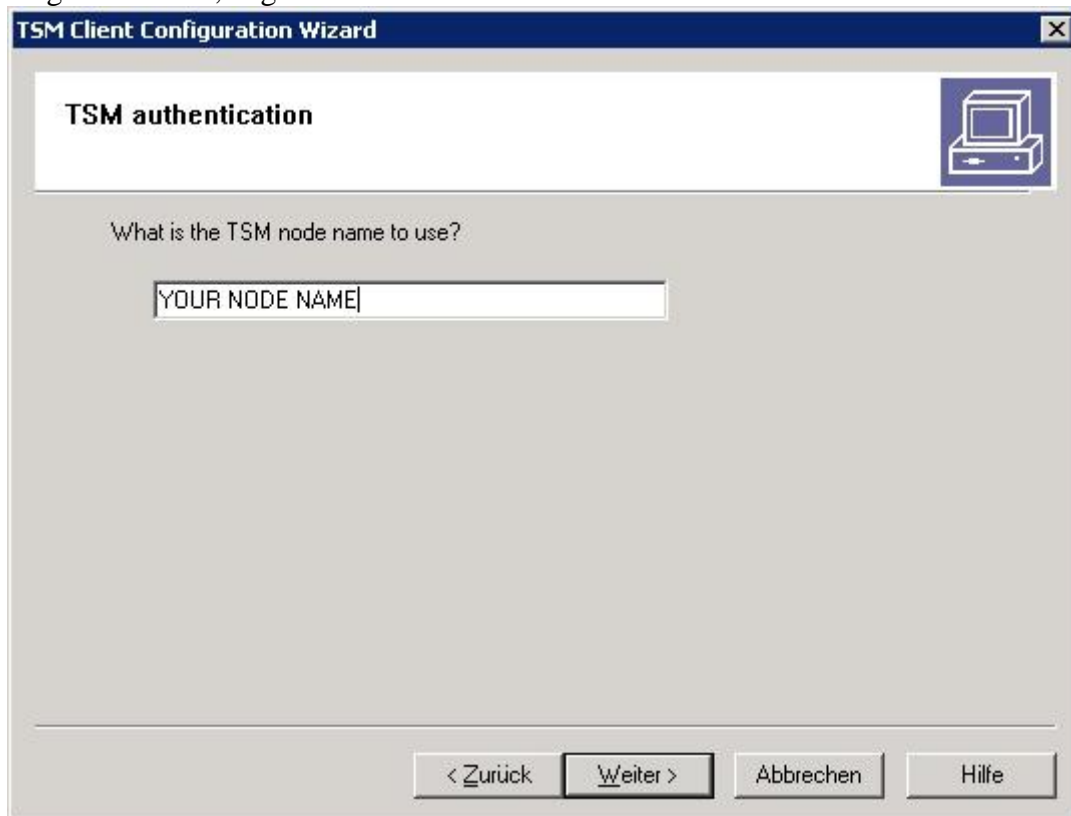 TSM Client Configuration Wizard
TSM authentication
What is the TSM node name to use?
YOUR NODE NAME
< Zurück Weiter > Abbrechen Hilfe